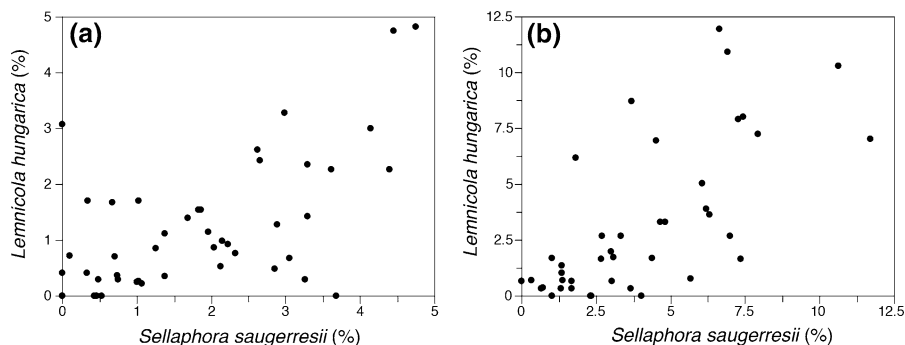 (a)
5
4
3
2
1
0
Lemnicola hungarica (%)
0 1 2 3 4 5
Sellaphora saugerresii (%)
(b)
12.5
10
7.5
5
2.5
0
Lemnicola hungarica (%)
0 2.5 5 7.5 10 12.5
Sellaphora saugerresii (%)